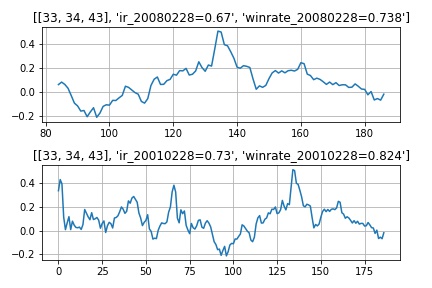 [[33, 34, 43], 'ir_20080228=0.67', 'winrate_20080228=0.738']
0.4
0.2
0.0
−0.2
80 100 120 140 160 180
[[33, 34, 43], 'ir_20010228=0.73', 'winrate_20010228=0.824']
0.4
0.2
0.0
−0.2
0 25 50 75 100 125 150 175